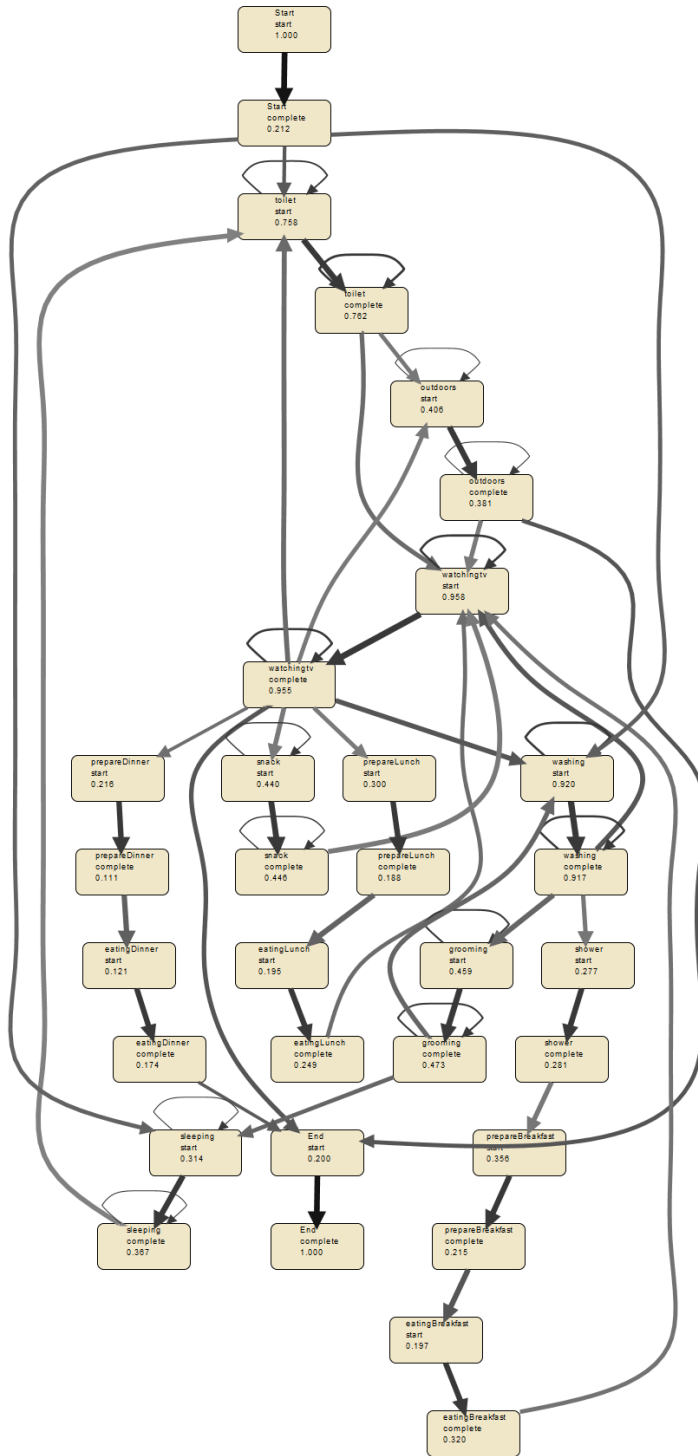 Start
start
1.000
Start
complete
0.212
toilet
start
0.758
toilet
complete
0.762
outdoors
start
0.406
outdoors
complete
0.381
watchingtv
start
0.958
watchingtv
complete
0.955
prepareDinner
start
0.216
snack
start
0.440
prepareLunch
start
0.300
washing
start
0.920
prepareDinner
complete
0.111
snack
complete
0.446
prepareLunch
complete
0.188
washing
complete
0.917
eatingDinner
start
0.121
eatingLunch
start
0.195
grooming
start
0.459
shower
start
0.277
eatingDinner
complete
0.174
eatingLunch
complete
0.249
grooming
complete
0.473
shower
complete
0.281
sleeping
start
0.314
End
start
0.200
prepareBreakfast
start
0.356
sleeping
complete
0.367
End
complete
1.000
prepareBreakfast
complete
0.215
eatingBreakfast
start
0.197
eatingBreakfast
complete
0.320